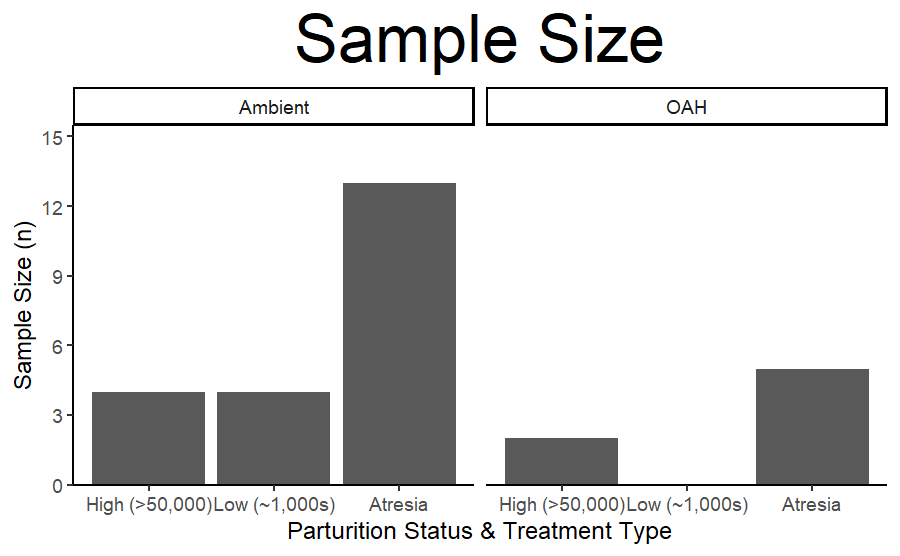 Sample Size
Ambient
OAH
15
12
9
6
3
0
Sample Size (n)
High (>50,000) Low (~1,000s) Atresia
High (>50,000) Low (~1,000s) Atresia
Parturition Status & Treatment Type